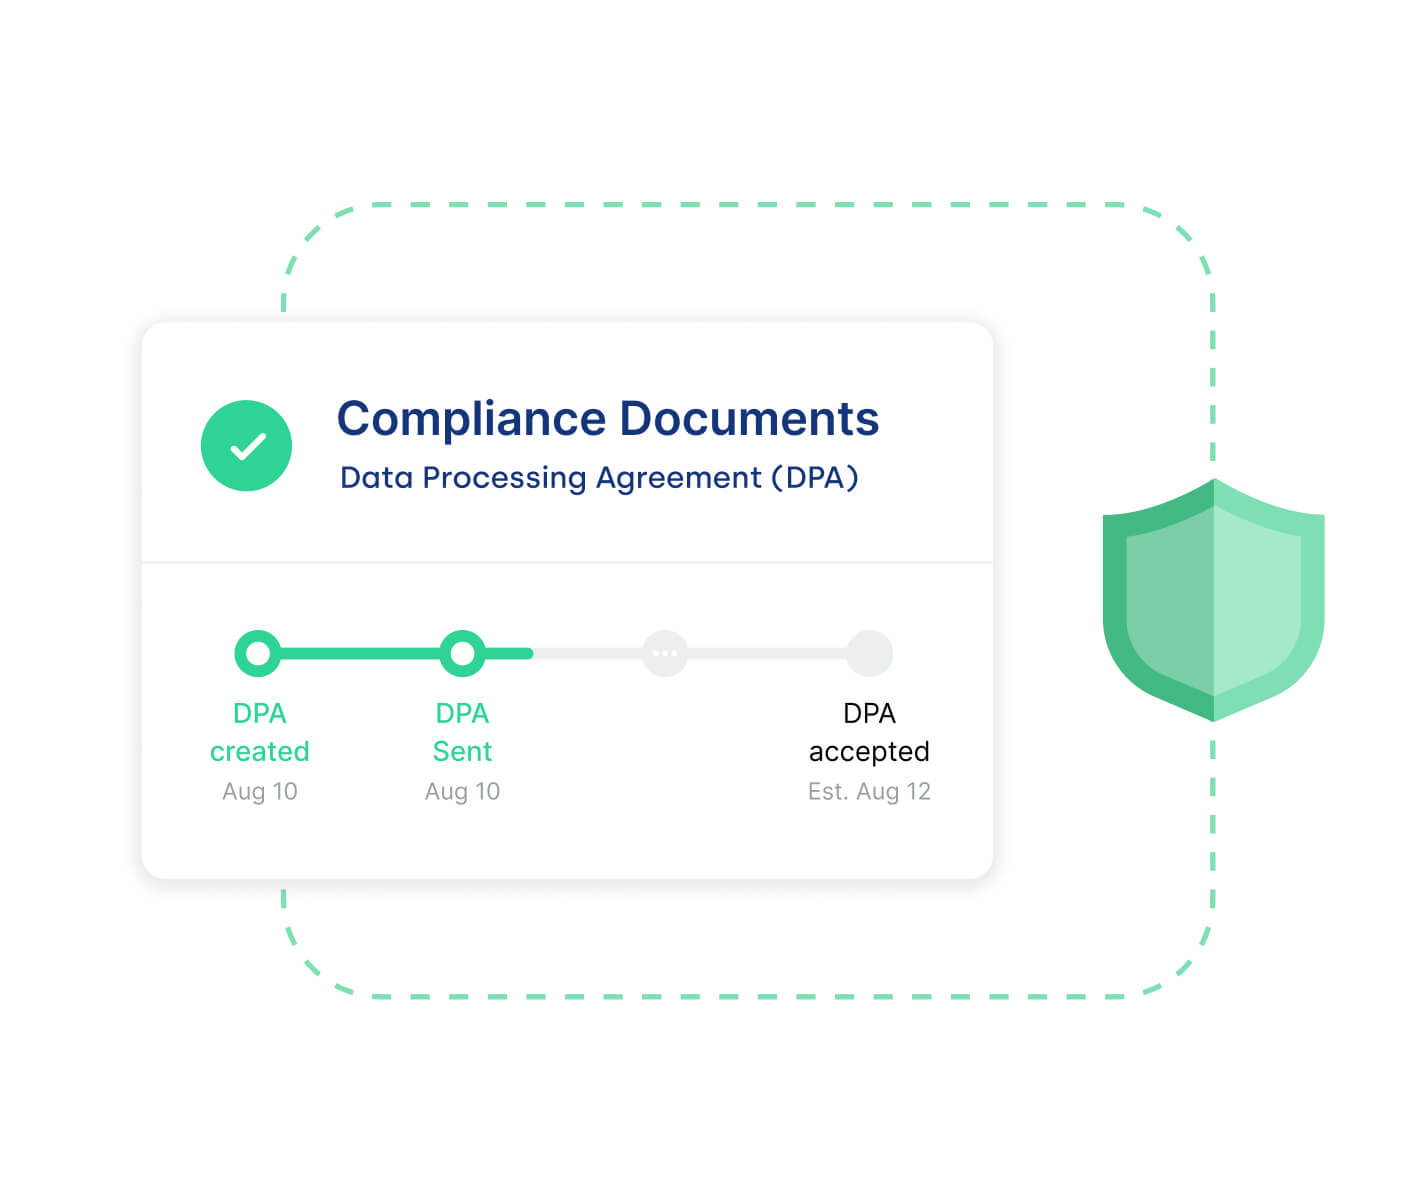 Compliance Documents
Data Processing Agreement (DPA)
DPA
created
Aug 10
DPA
Sent
Aug 10
DPA
accepted
Est. Aug 12